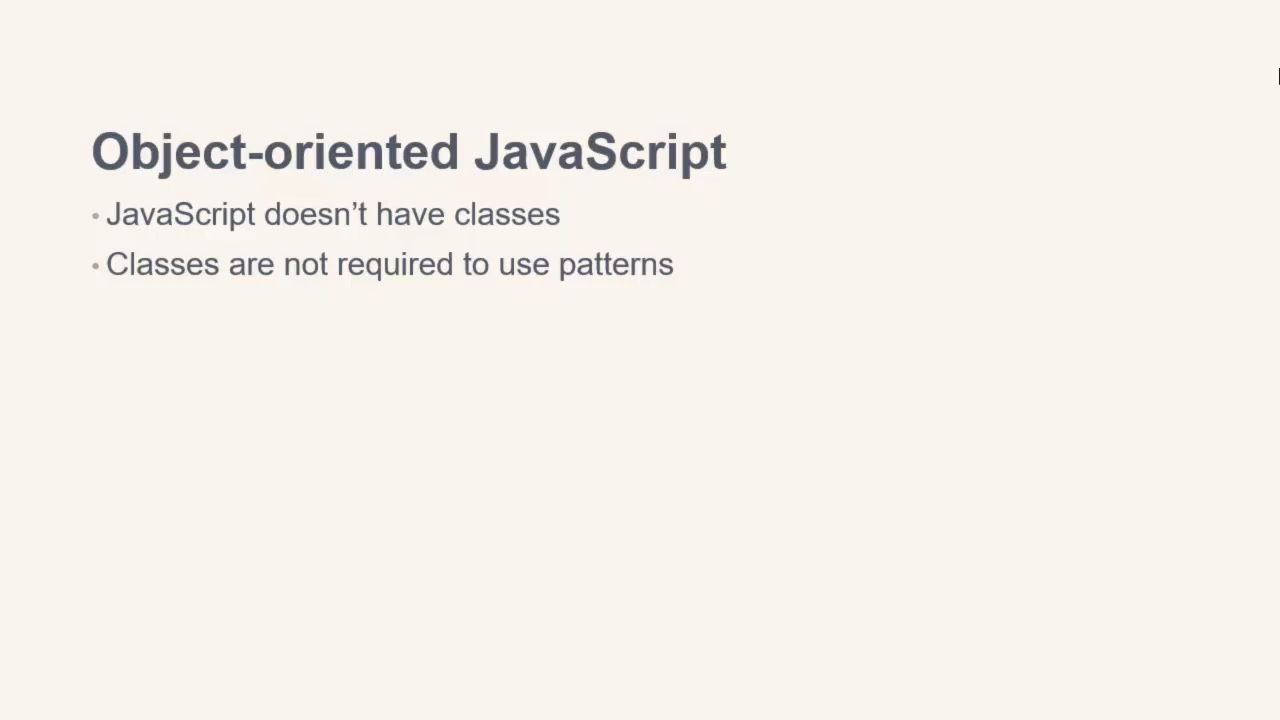 Object-oriented JavaScript
• JavaScript doesn’t have classes
• Classes are not required to use patterns